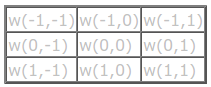 w(-1,-1) w(-1,0) w(-1,1)
w(0,-1) w(0,0) w(0,1)
w(1,-1) w(1,0) w(1,1)